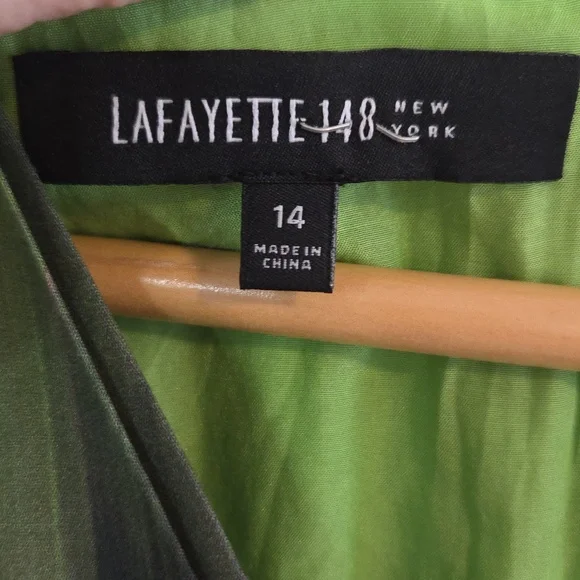 LAFAYETTE 148 NEW YORK
14
MADE IN
CHINA